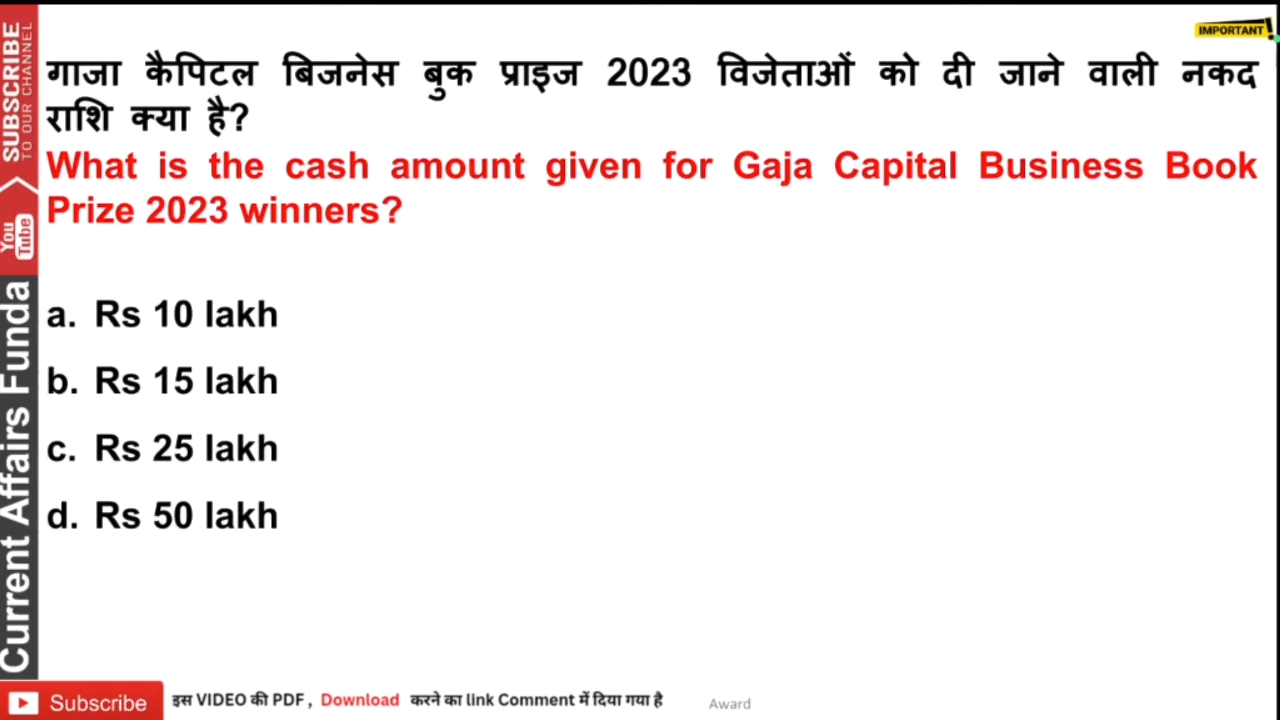 IMPORTANT!
गाजा कैपिटल बिजनेस बुक प्राइज 2023 विजेताओं को दी जाने वाली नकद
राशि क्या है?
What is the cash amount given for Gaja Capital Business Book
Prize 2023 winners?
a. Rs 10 lakh
b. Rs 15 lakh
c. Rs 25 lakh
d. Rs 50 lakh
SUBSCRIBE
TO OUR CHANNEL
You
Tube
Current Affairs Funda
Subscribe
इस VIDEO की PDF , Download करने का link Comment में दिया गया है
Award